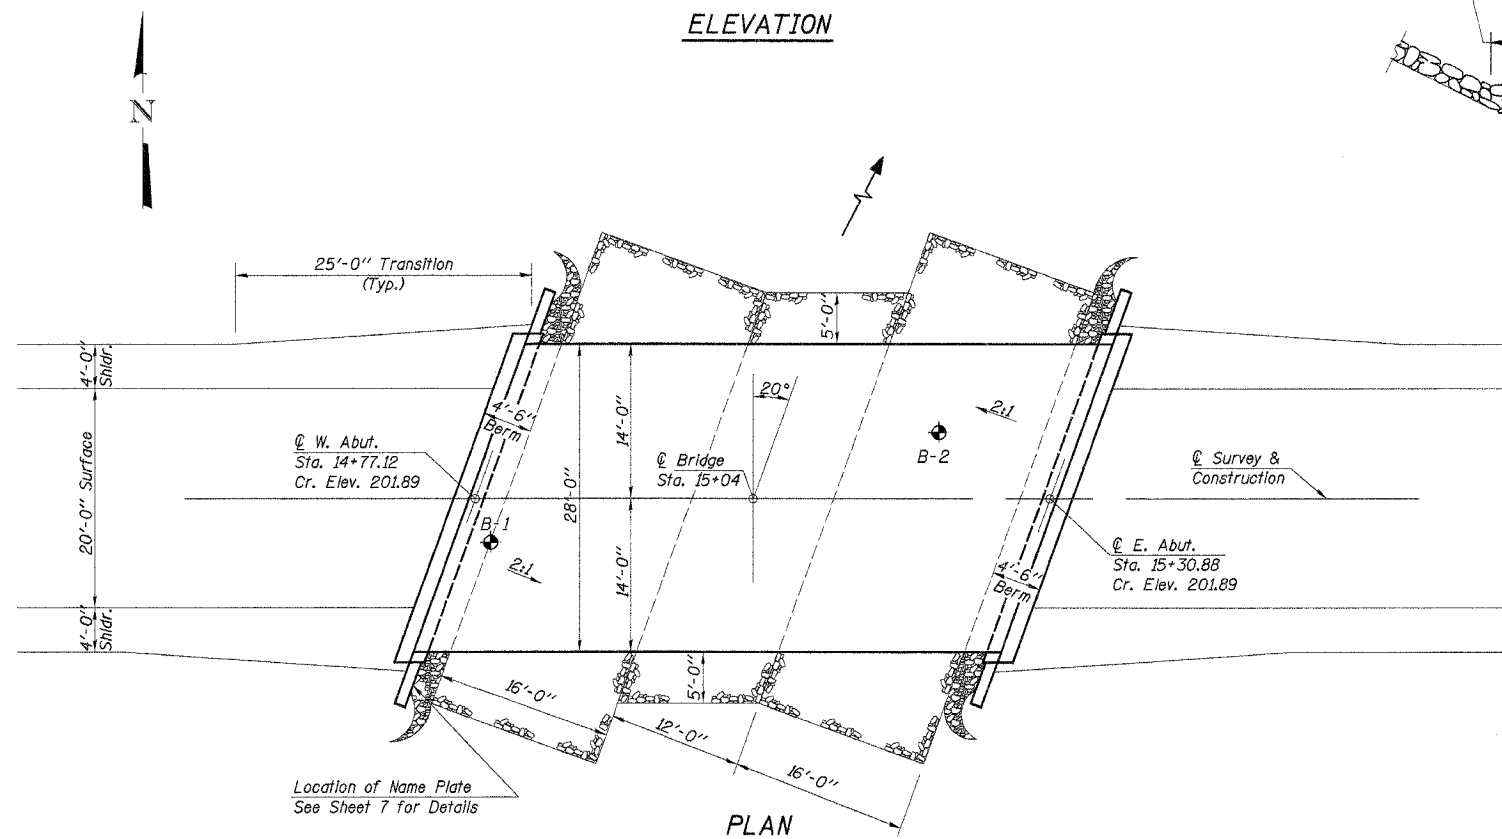 ELEVATION
N
25'-0" Transition
(Typ.)
5'-0"
4'-0"
Shldr.
20°
14'-0"
2:1
4'-6"
Berm
B-2
℄ W. Abut.
Sta. 14+77.12
Cr. Elev. 201.89
℄ Bridge
Sta. 15+04
℄ Survey &
Construction
20'-0" Surface
28'-0"
B-1
2:1
14'-0"
℄ E. Abut.
Sta. 15+30.88
Cr. Elev. 201.89
4'-6"
Berm
4'-0"
Shldr.
5'-0"
16'-0"
12'-0"
16'-0"
Location of Name Plate
See Sheet 7 for Details
PLAN